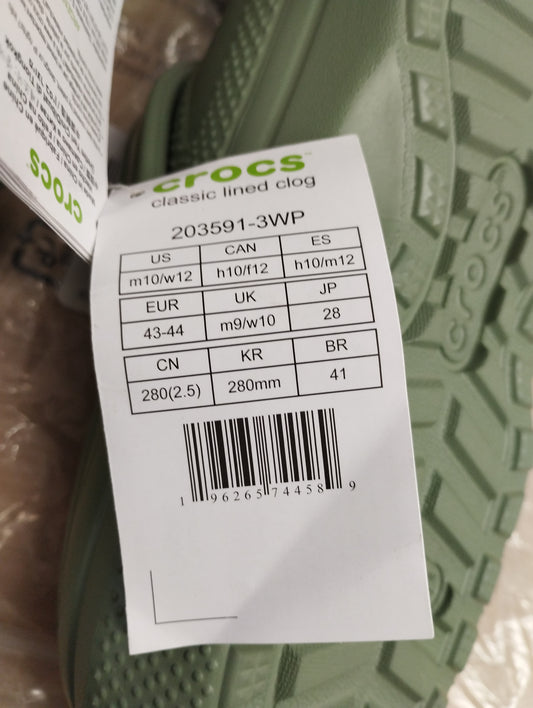 crocs™
classic lined clog
203591-3WP
US CAN ES
m10/w12 h10/f12 h10/m12
EUR UK JP
43-44 m9/w10 28
CN KR BR
280(2.5) 280mm 41
1 96265 74458 9
crocs
crocs